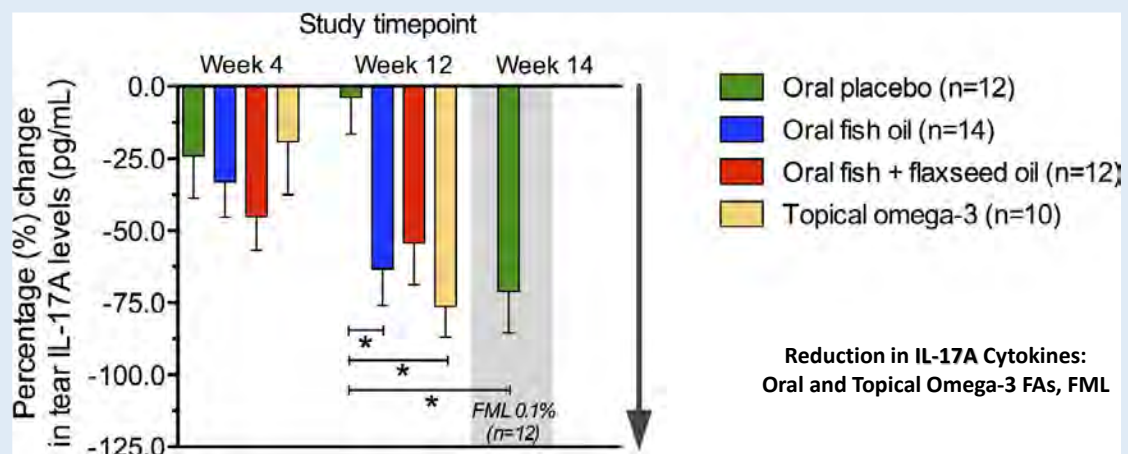 Study timepoint
Week 4
Week 12
Week 14
Percentage (%) change
in tear IL-17A levels (pg/mL)
0.0
-25.0
-50.0
-75.0
-100.0
-125.0
*
*
*
FML 0.1%
(n=12)
Oral placebo (n=12)
Oral fish oil (n=14)
Oral fish + flaxseed oil (n=12)
Topical omega-3 (n=10)
Reduction in IL-17A Cytokines:
Oral and Topical Omega-3 FAs, FML